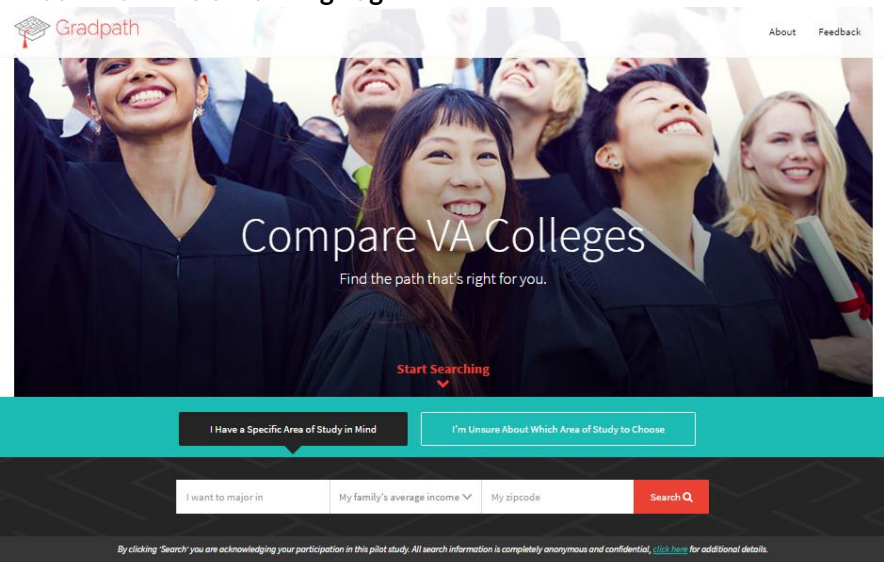 Gradpath
About Feedback
Compare VA Colleges
Find the path that's right for you.
Start Searching
I Have a Specific Area of Study in Mind
I'm Unsure About Which Area of Study to Choose
I want to major in
My family's average income
My zipcode
Search
By clicking 'Search' you are acknowledging your participation in this pilot study. All search information is completely anonymous and confidential, click here for additional details.